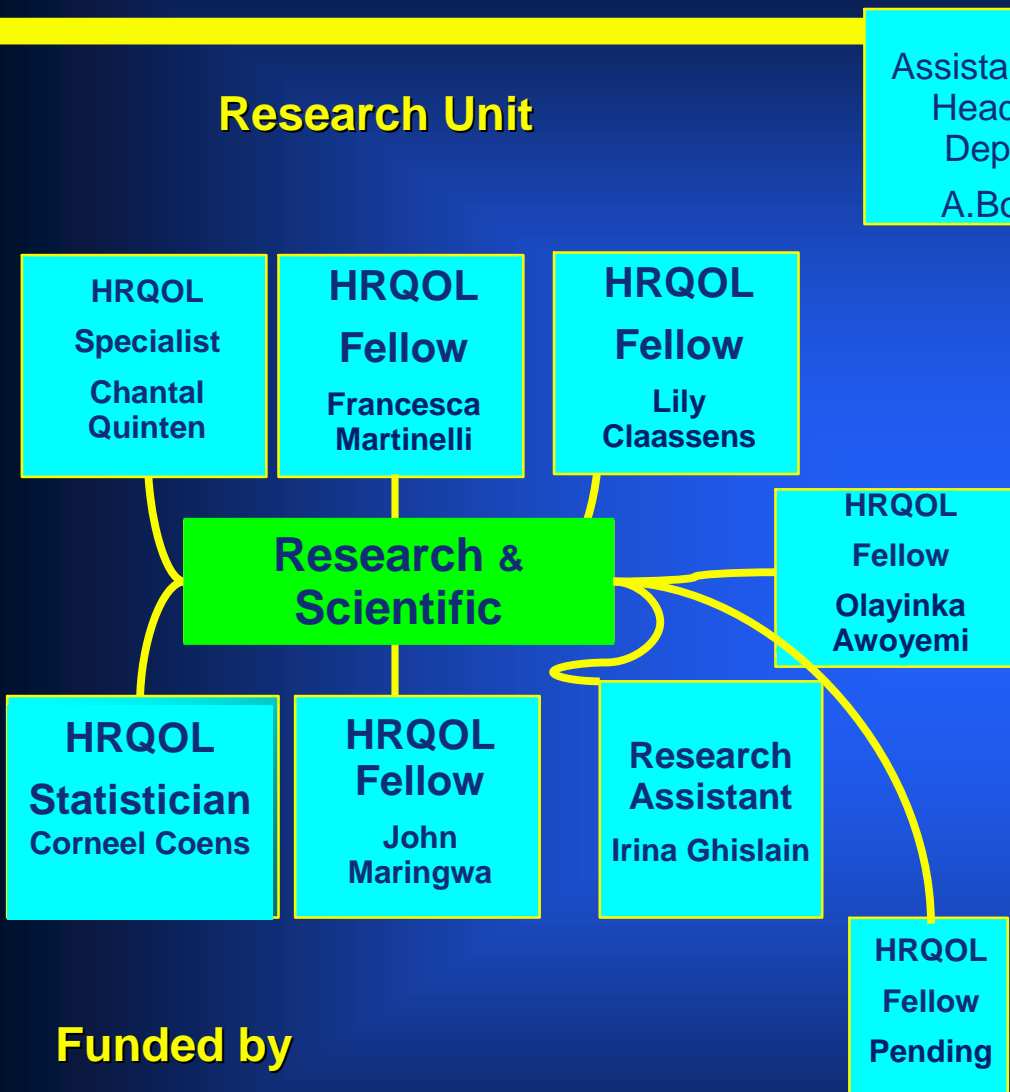 Research Unit
Head
A.Bo
HRQOL
Specialist
Chantal
Quinten
HRQOL
Fellow
Francesca
Martinelli
HRQOL
Fellow
Lily
Claassens
HRQOL
Fellow
Olayinka
Awoyemi
Research &
Scientific
HRQOL
Statistician
Corneel Coens
HRQOL
Fellow
John
Maringwa
Research
Assistant
Irina Ghislain
HRQOL
Fellow
Pending
Funded by